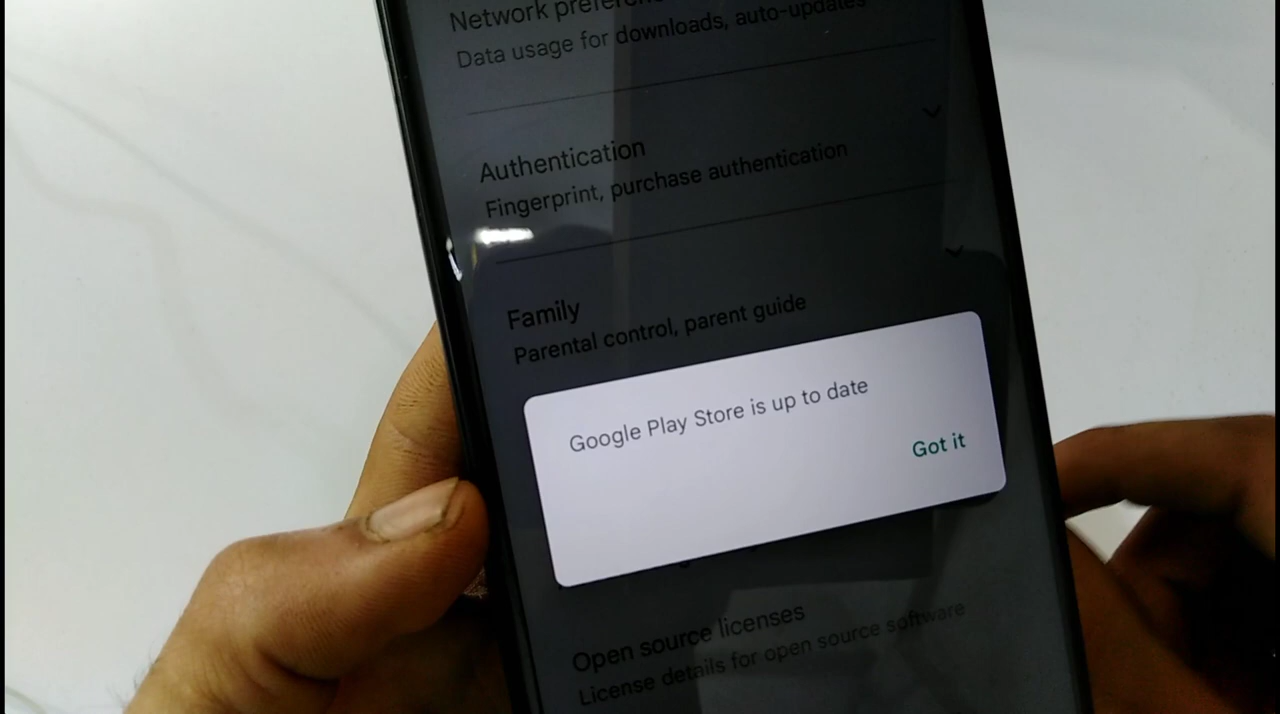 Network
Data usage for downloads, auto-updates
Authentication
Fingerprint, purchase authentication
Family
Parental control, parent guide
Google Play Store is up to date
Got it
Open source licenses
License details for open source software